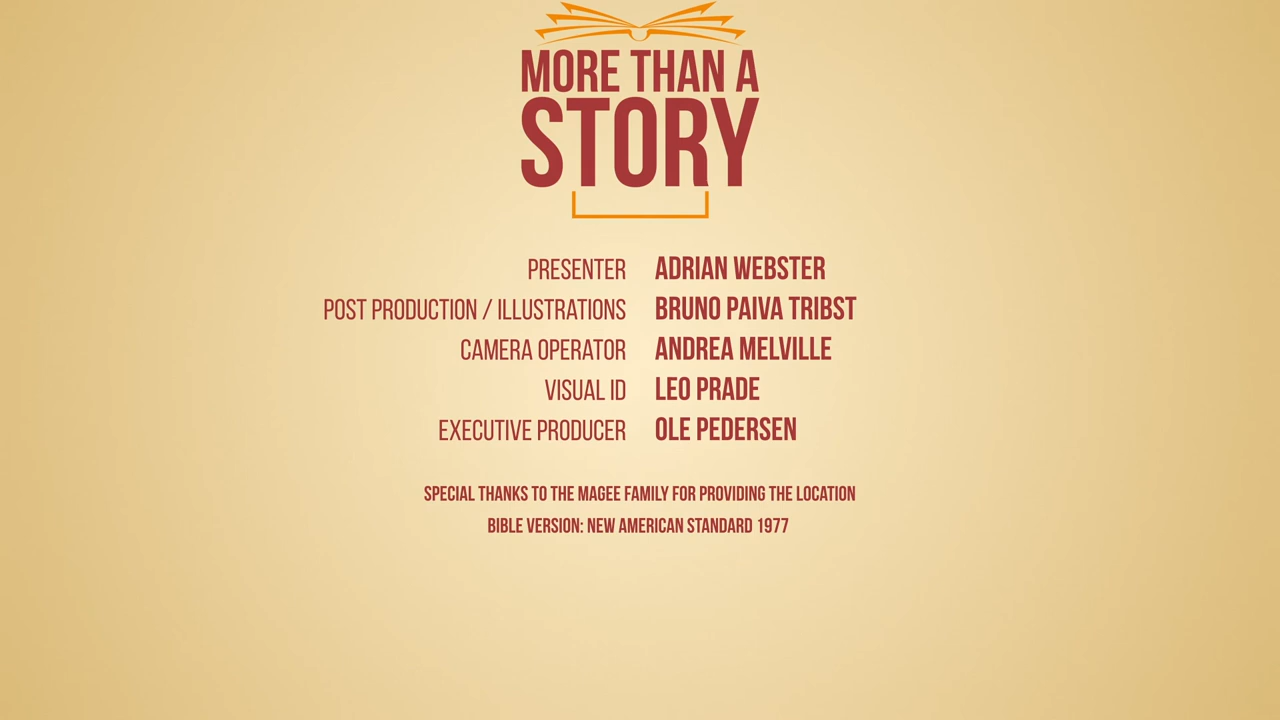 MORE THAN A
STORY
PRESENTER ADRIAN WEBSTER
POST PRODUCTION / ILLUSTRATIONS BRUNO PAIVA TRIBST
CAMERA OPERATOR ANDREA MELVILLE
VISUAL ID LEO PRADE
EXECUTIVE PRODUCER OLE PEDERSEN
SPECIAL THANKS TO THE MAGEE FAMILY FOR PROVIDING THE LOCATION
BIBLE VERSION: NEW AMERICAN STANDARD 1977